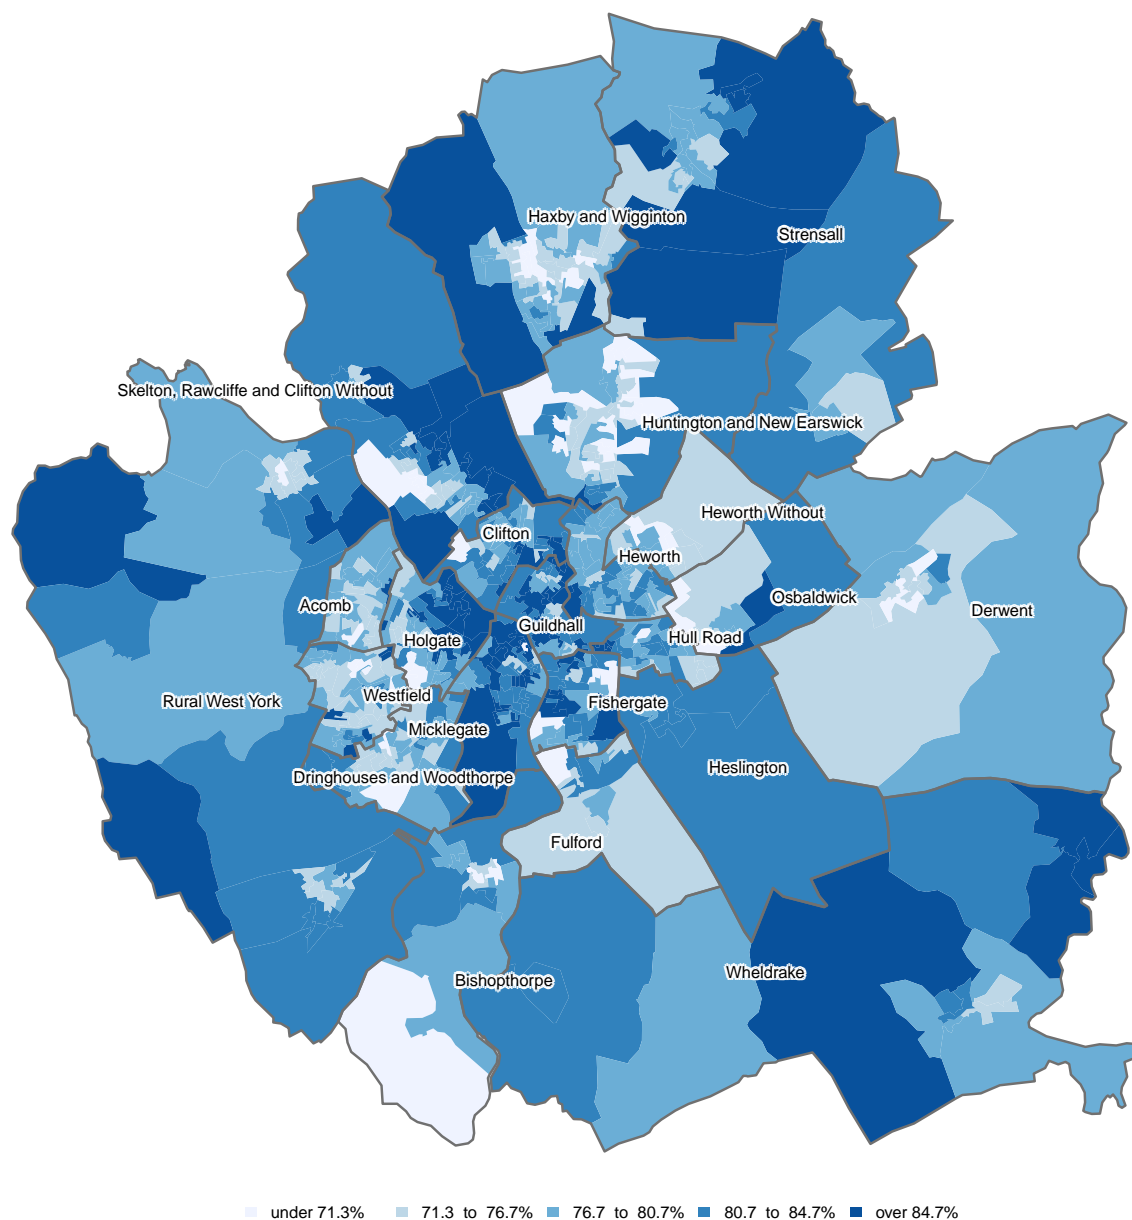 Haxby and Wigginton
Strensall
Skelton, Rawcliffe and Clifton Without
Huntington and New Earswick
Heworth Without
Clifton
Heworth
Osbaldwick
Acomb
Derwent
Guildhall
Holgate
Hull Road
Westfield
Rural West York
Fishergate
Micklegate
Heslington
Dringhouses and Woodthorpe
Fulford
Wheldrake
Bishopthorpe
under 71.3% 71.3 to 76.7% 76.7 to 80.7% 80.7 to 84.7% over 84.7%